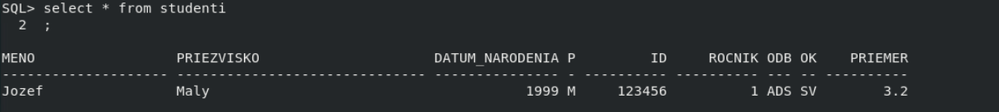 SQL> select * from studenti
  2  ;

MENO                 PRIEZVISKO                     DATUM_NARODENIA P         ID     ROCNIK ODB OK    PRIEMER
-------------------- ------------------------------ --------------- - ---------- ---------- --- -- ----------
Jozef                Maly                                      1999 M     123456          1 ADS SV        3.2